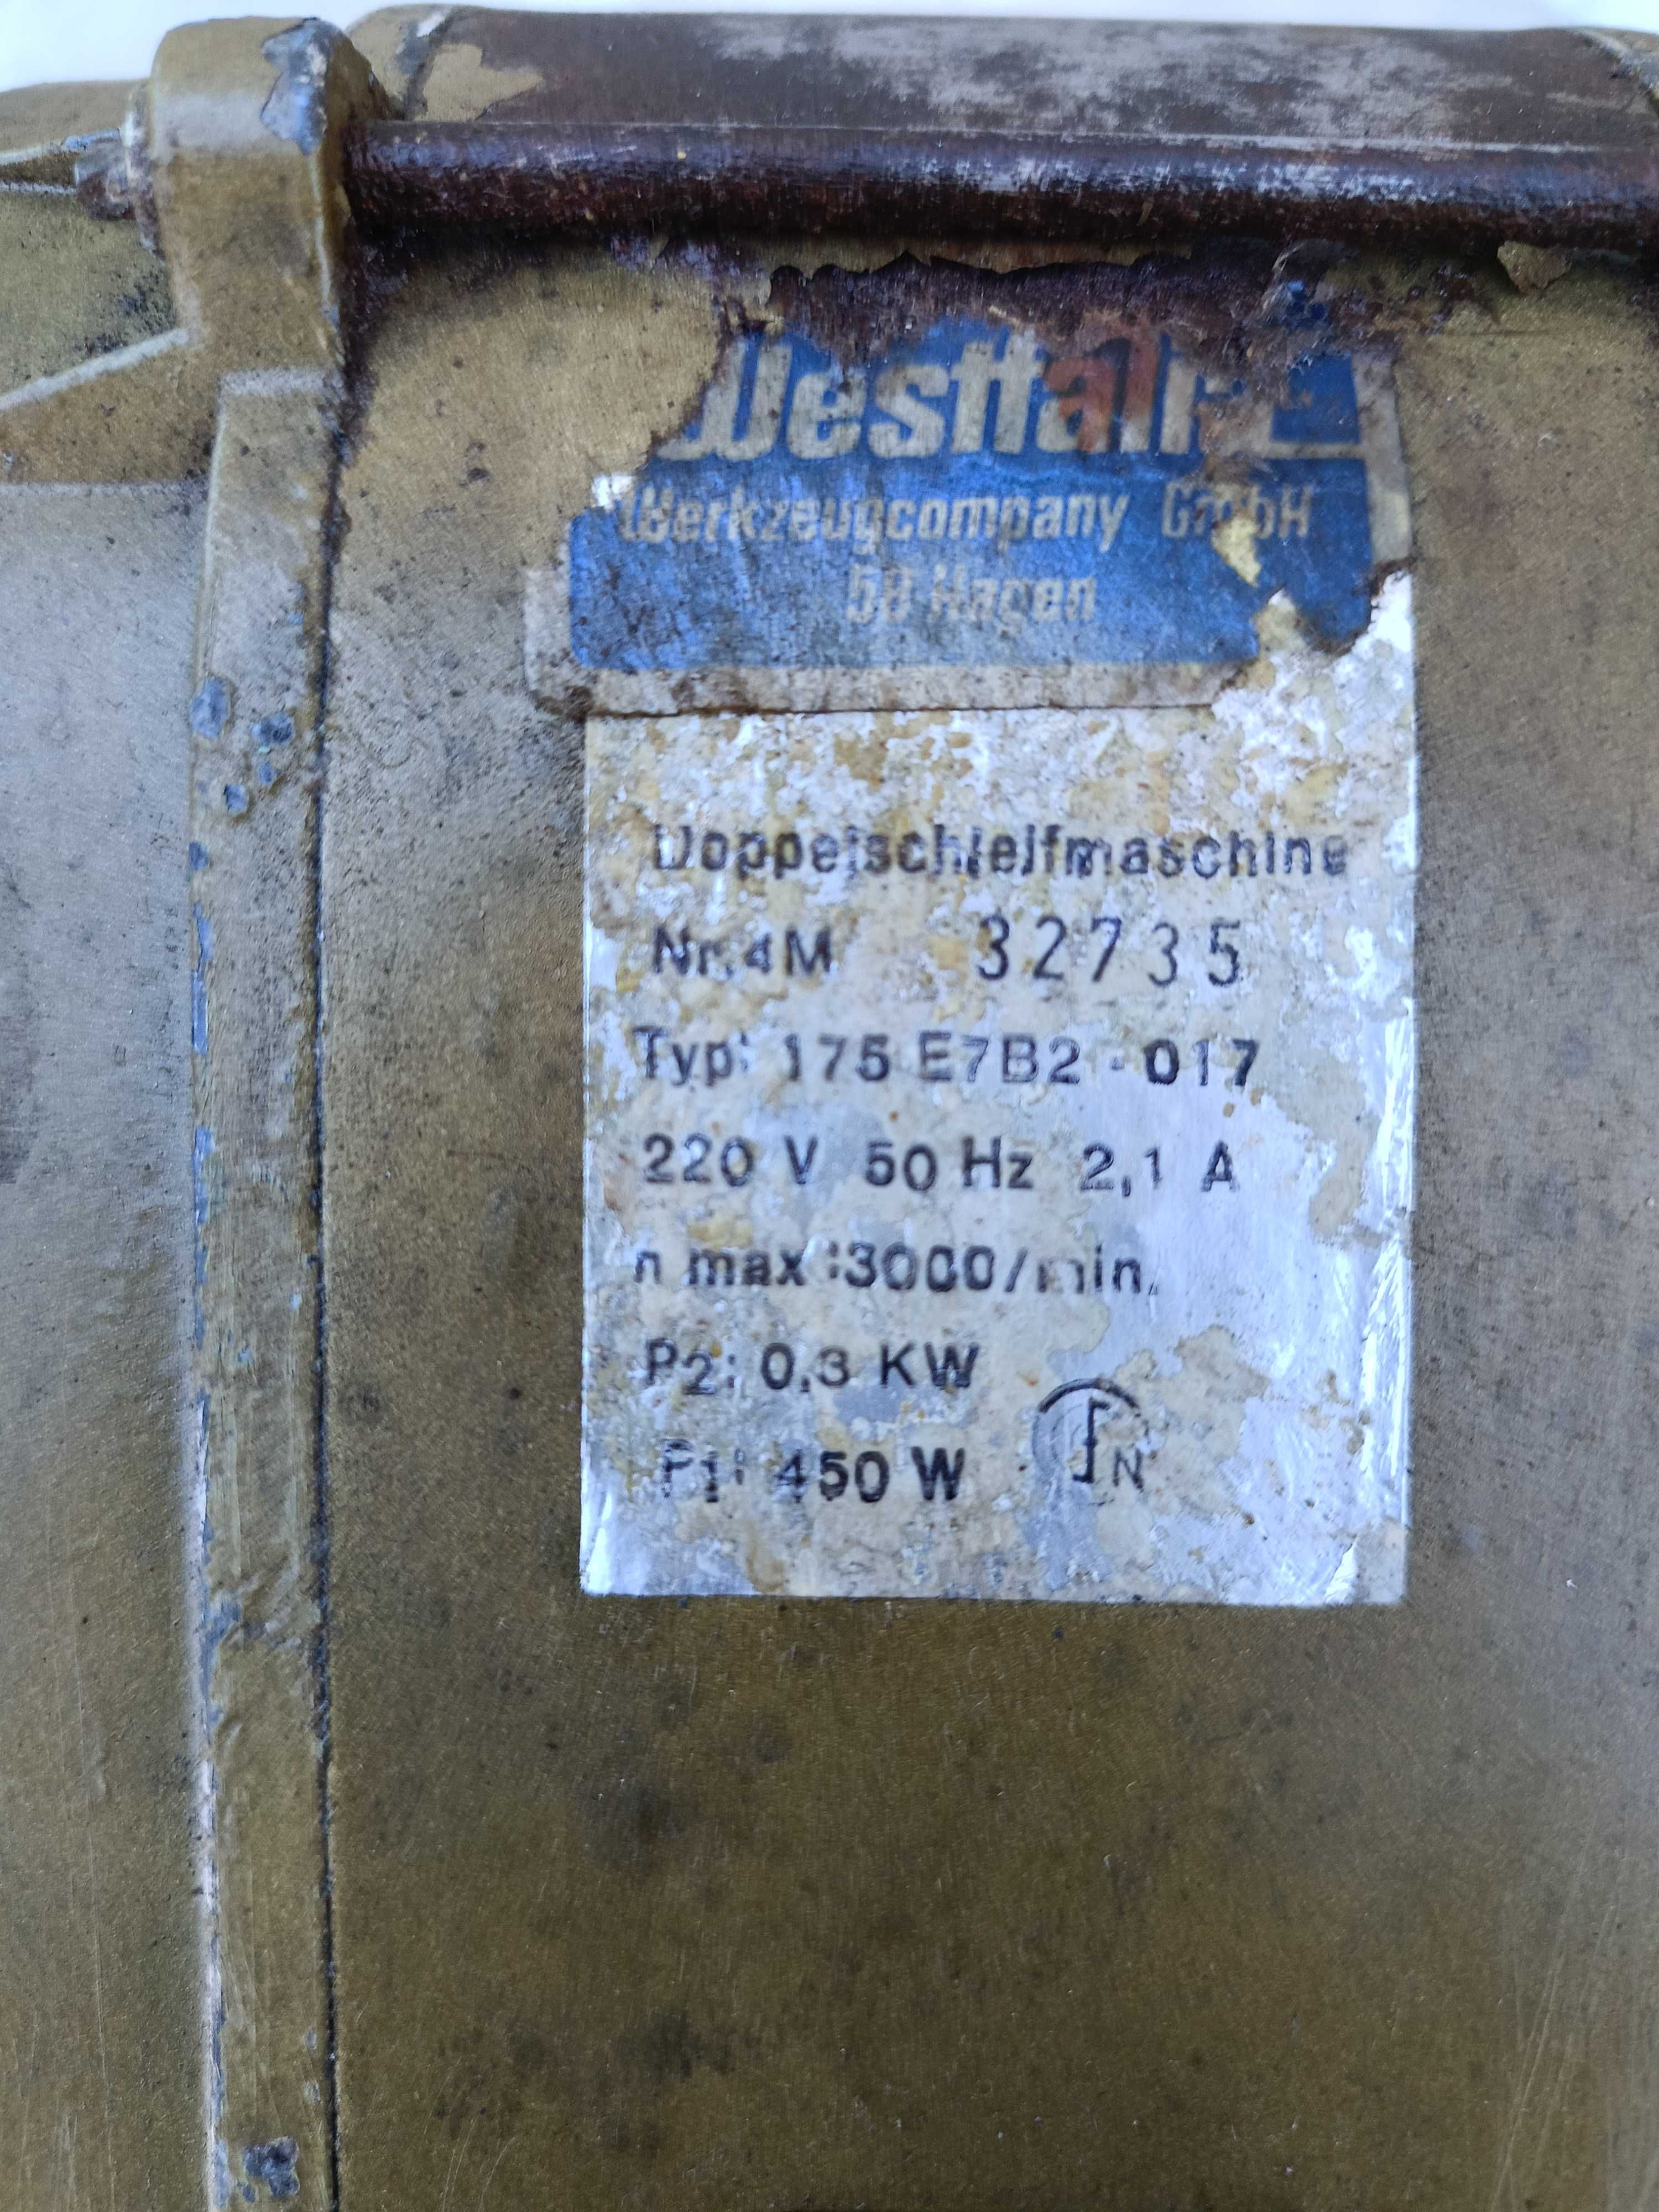 Westfalia
Werkzeugcompany GmbH
58 Hagen
Doppelschleifmaschine
Nr.4M 32735
Typ: 175 E7B2 - 017
220 V 50 Hz 2,1 A
n max :3000/min.
P2: 0,3 KW
P1: 450 W
N